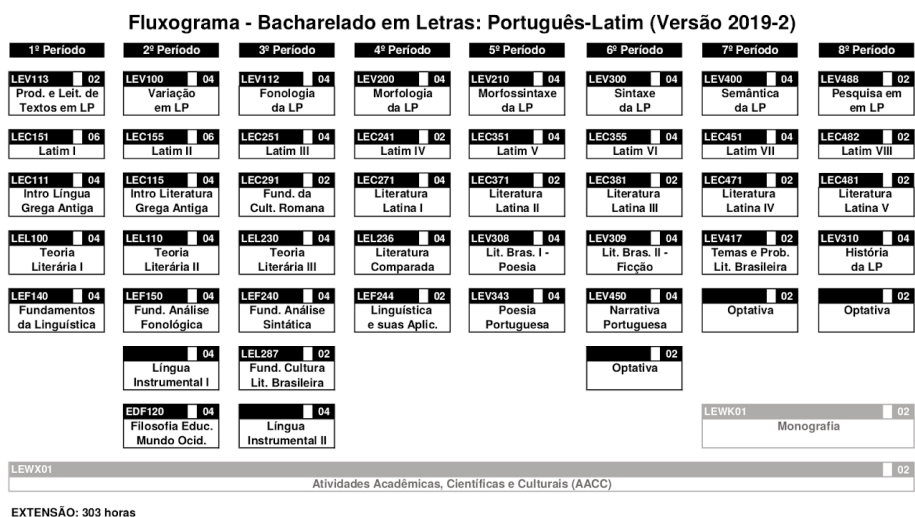 Fluxograma - Bacharelado em Letras: Português-Latim (Versão 2019-2)
1º Período 2º Período 3º Período 4º Período 5º Período 6º Período 7º Período 8º Período
LEV113 02 LEV100 04 LEV112 04 LEV200 04 LEV210 04 LEV300 04 LEV400 04 LEV488 02
Prod. e Leit. de Variação Fonologia Morfologia Morfossintaxe Sintaxe Semântica Pesquisa em
Textos em LP em LP da LP da LP da LP da LP da LP em LP
LEC151 06 LEC155 06 LEC251 04 LEC241 02 LEC351 04 LEC355 04 LEC451 04 LEC482 02
Latim I Latim II Latim III Latim IV Latim V Latim VI Latim VII Latim VIII
LEC111 04 LEC115 04 LEC291 02 LEC271 04 LEC371 02 LEC381 02 LEC471 02 LEC481 02
Intro Língua Intro Literatura Fund. da Literatura Literatura Literatura Literatura Literatura
Grega Antiga Grega Antiga Cult. Romana Latina I Latina II Latina III Latina IV Latina V
LEL100 04 LEL110 04 LEL230 04 LEL236 04 LEV308 04 LEV309 04 LEV417 02 LEV310 04
Teoria Teoria Teoria Literatura Lit. Bras. I - Lit. Bras. II - Temas e Prob. História
Literária I Literária II Literária III Comparada Poesia Ficção Lit. Brasileira da LP
LEF140 04 LEF150 04 LEF240 04 LEF244 02 LEV343 04 LEV450 04 02 02
Fundamentos Fund. Análise Fund. Análise Linguística Poesia Narrativa Optativa Optativa
da Linguística Fonológica Sintática e suas Aplic. Portuguesa Portuguesa
04 LEL287 02 02
Língua Fund. Cultura Optativa
Instrumental I Lit. Brasileira
EDF120 04 04 LEWK01 02
Filosofia Educ. Língua Monografia
Mundo Ocid. Instrumental II
LEWX01 02
Atividades Acadêmicas, Científicas e Culturais (AACC)
EXTENSÃO: 303 horas